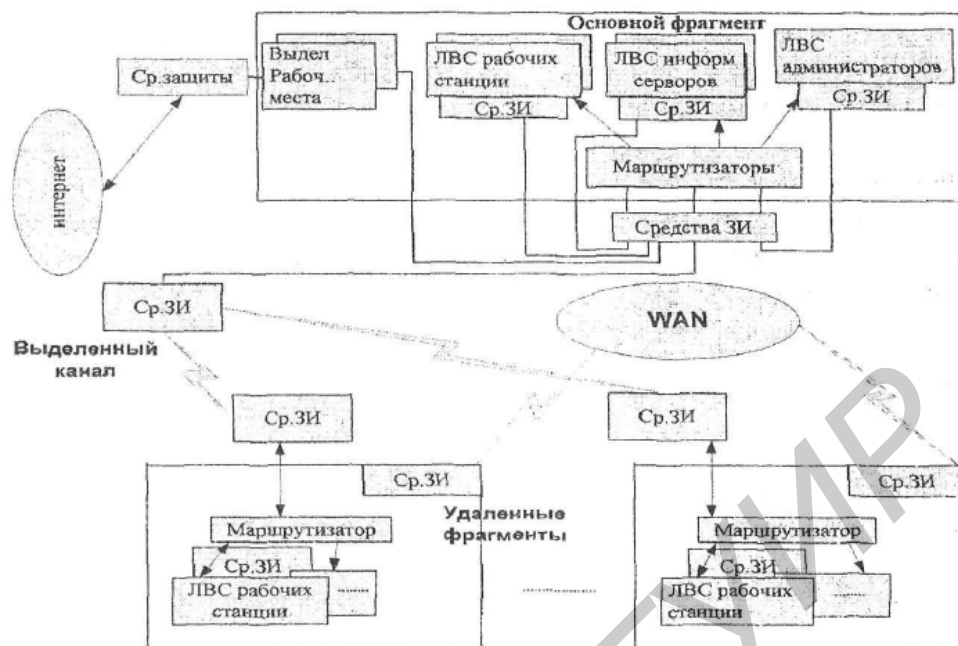 Основной фрагмент
Ср.защиты
Выдел
Рабоч..
места
ЛВС рабочих
станции
Ср.ЗИ
ЛВС информ
серворов
Ср.ЗИ
ЛВС
администраторов
Ср.ЗИ
интернет
Маршрутизаторы
Средства ЗИ
Ср.ЗИ
WAN
Выделенный
канал
Ср.ЗИ
Ср.ЗИ
Ср.ЗИ
Ср.ЗИ
Удаленные
фрагменты
Маршрутизатор
Ср.ЗИ
ЛВС рабочих
станции
Маршрутизатор
Ср.ЗИ
ЛВС рабочих
станции
ГУИР